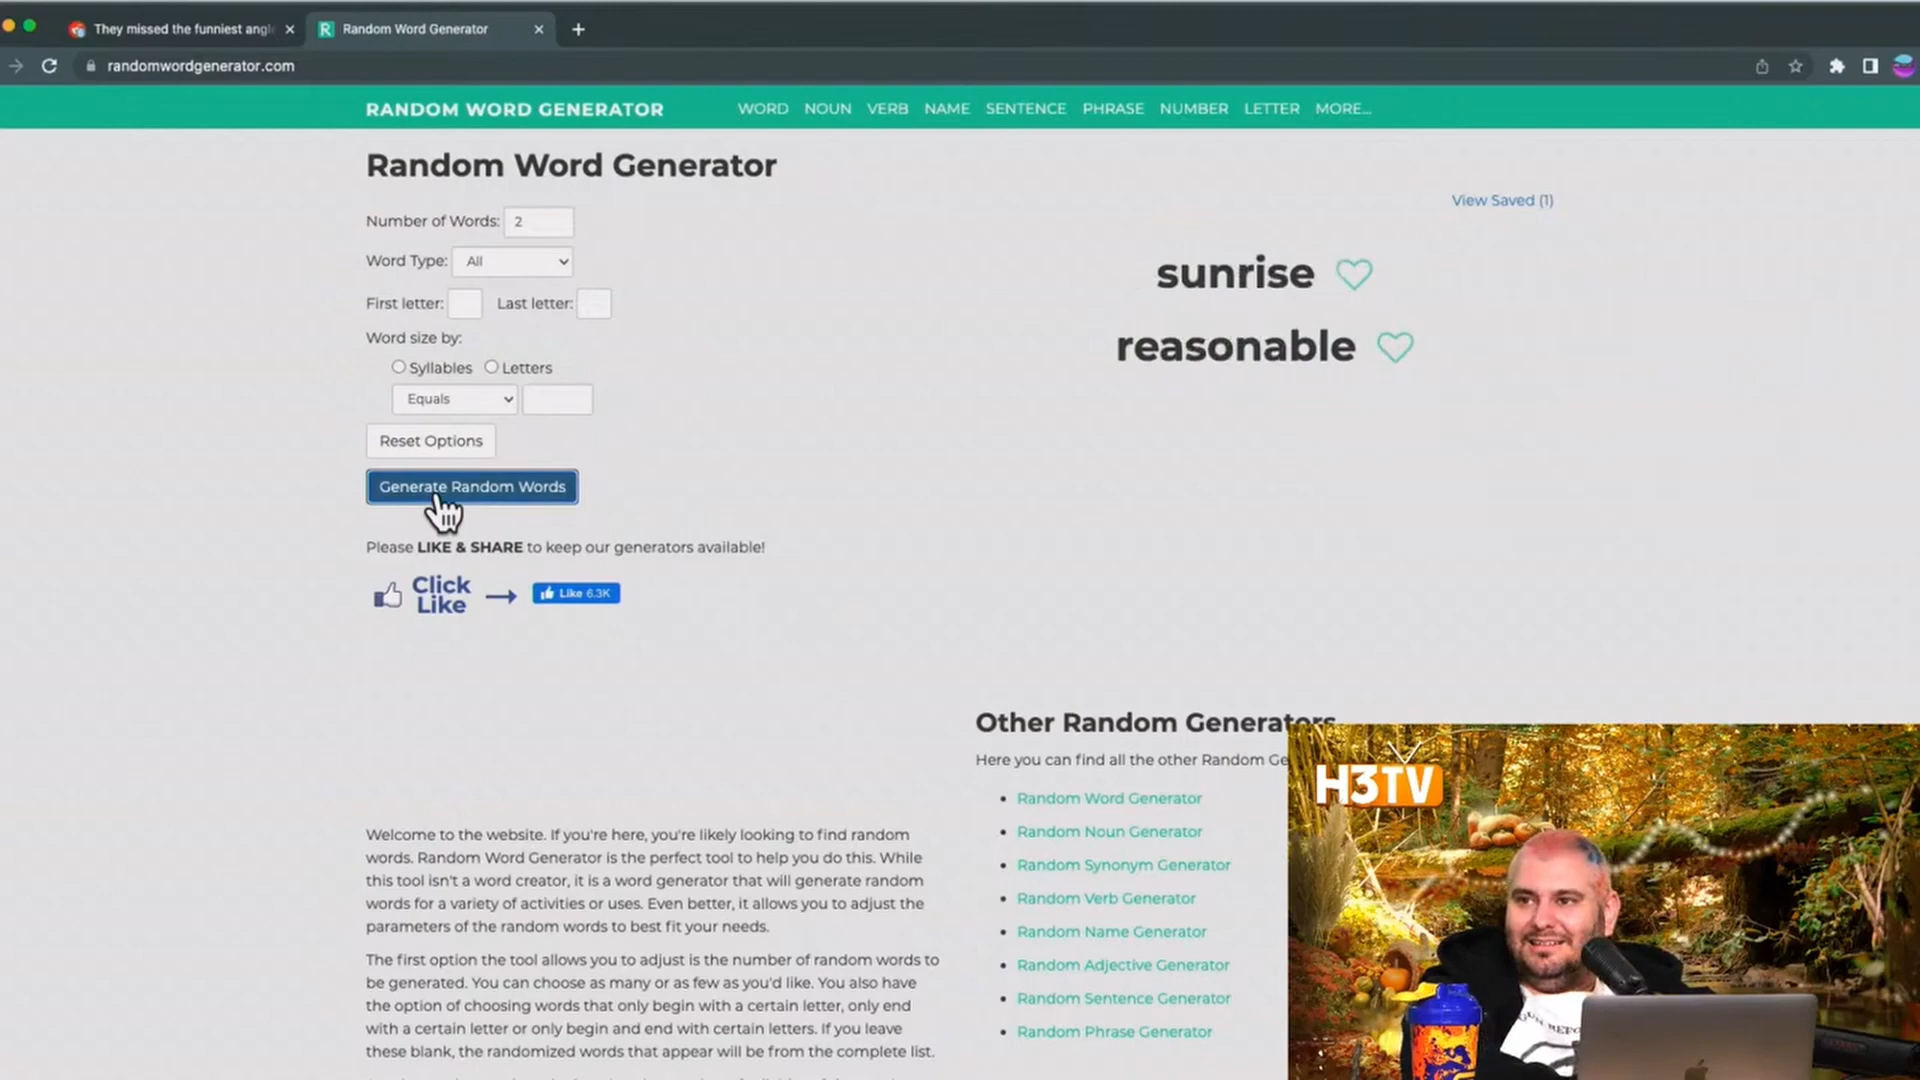 They missed the funniest angl
Random Word Generator
randomwordgenerator.com
RANDOM WORD GENERATOR WORD NOUN VERB NAME SENTENCE PHRASE NUMBER LETTER MORE...
Random Word Generator
View Saved (1)
Number of Words: 2
Word Type: All
First letter: Last letter:
Word size by:
Syllables Letters
Equals
Reset Options
Generate Random Words
sunrise
reasonable
Please LIKE & SHARE to keep our generators available!
Click
Like
Like 6.3K
Welcome to the website. If you're here, you're likely looking to find random
words. Random Word Generator is the perfect tool to help you do this. While
this tool isn't a word creator, it is a word generator that will generate random
words for a variety of activities or uses. Even better, it allows you to adjust the
parameters of the random words to best fit your needs.
The first option the tool allows you to adjust is the number of random words to
be generated. You can choose as many or as few as you'd like. You also have
the option of choosing words that only begin with a certain letter, only end
with a certain letter or only begin and end with certain letters. If you leave
these blank, the randomized words that appear will be from the complete list.
Other Random Generators
Here you can find all the other Random Ge
Random Word Generator
Random Noun Generator
Random Synonym Generator
Random Verb Generator
Random Name Generator
Random Adjective Generator
Random Sentence Generator
Random Phrase Generator
H3TV